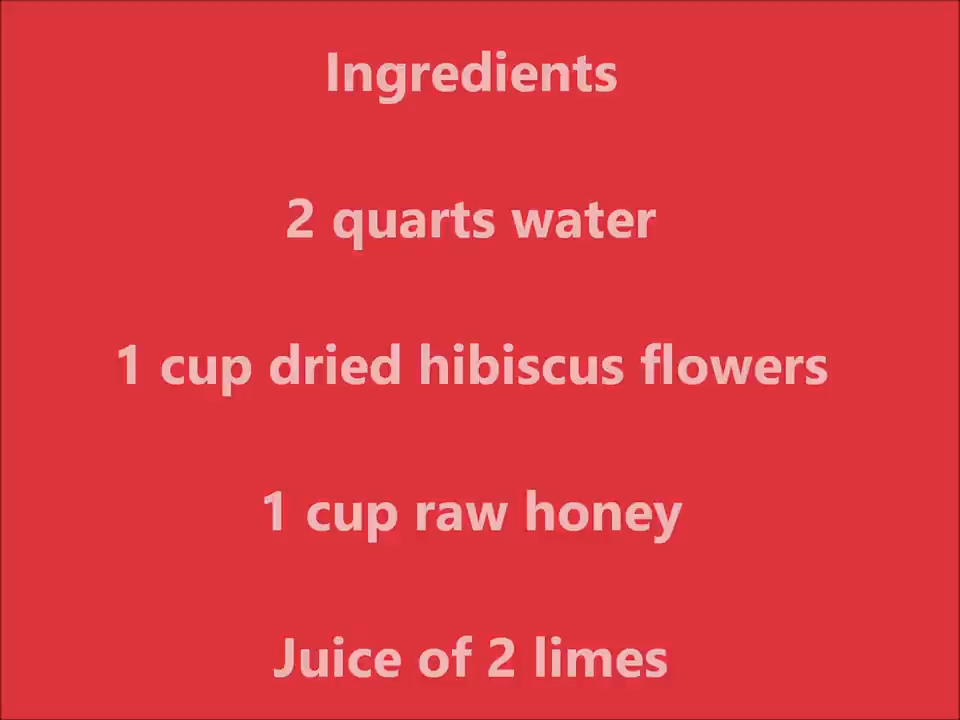 Ingredients
2 quarts water
1 cup dried hibiscus flowers
1 cup raw honey
Juice of 2 limes